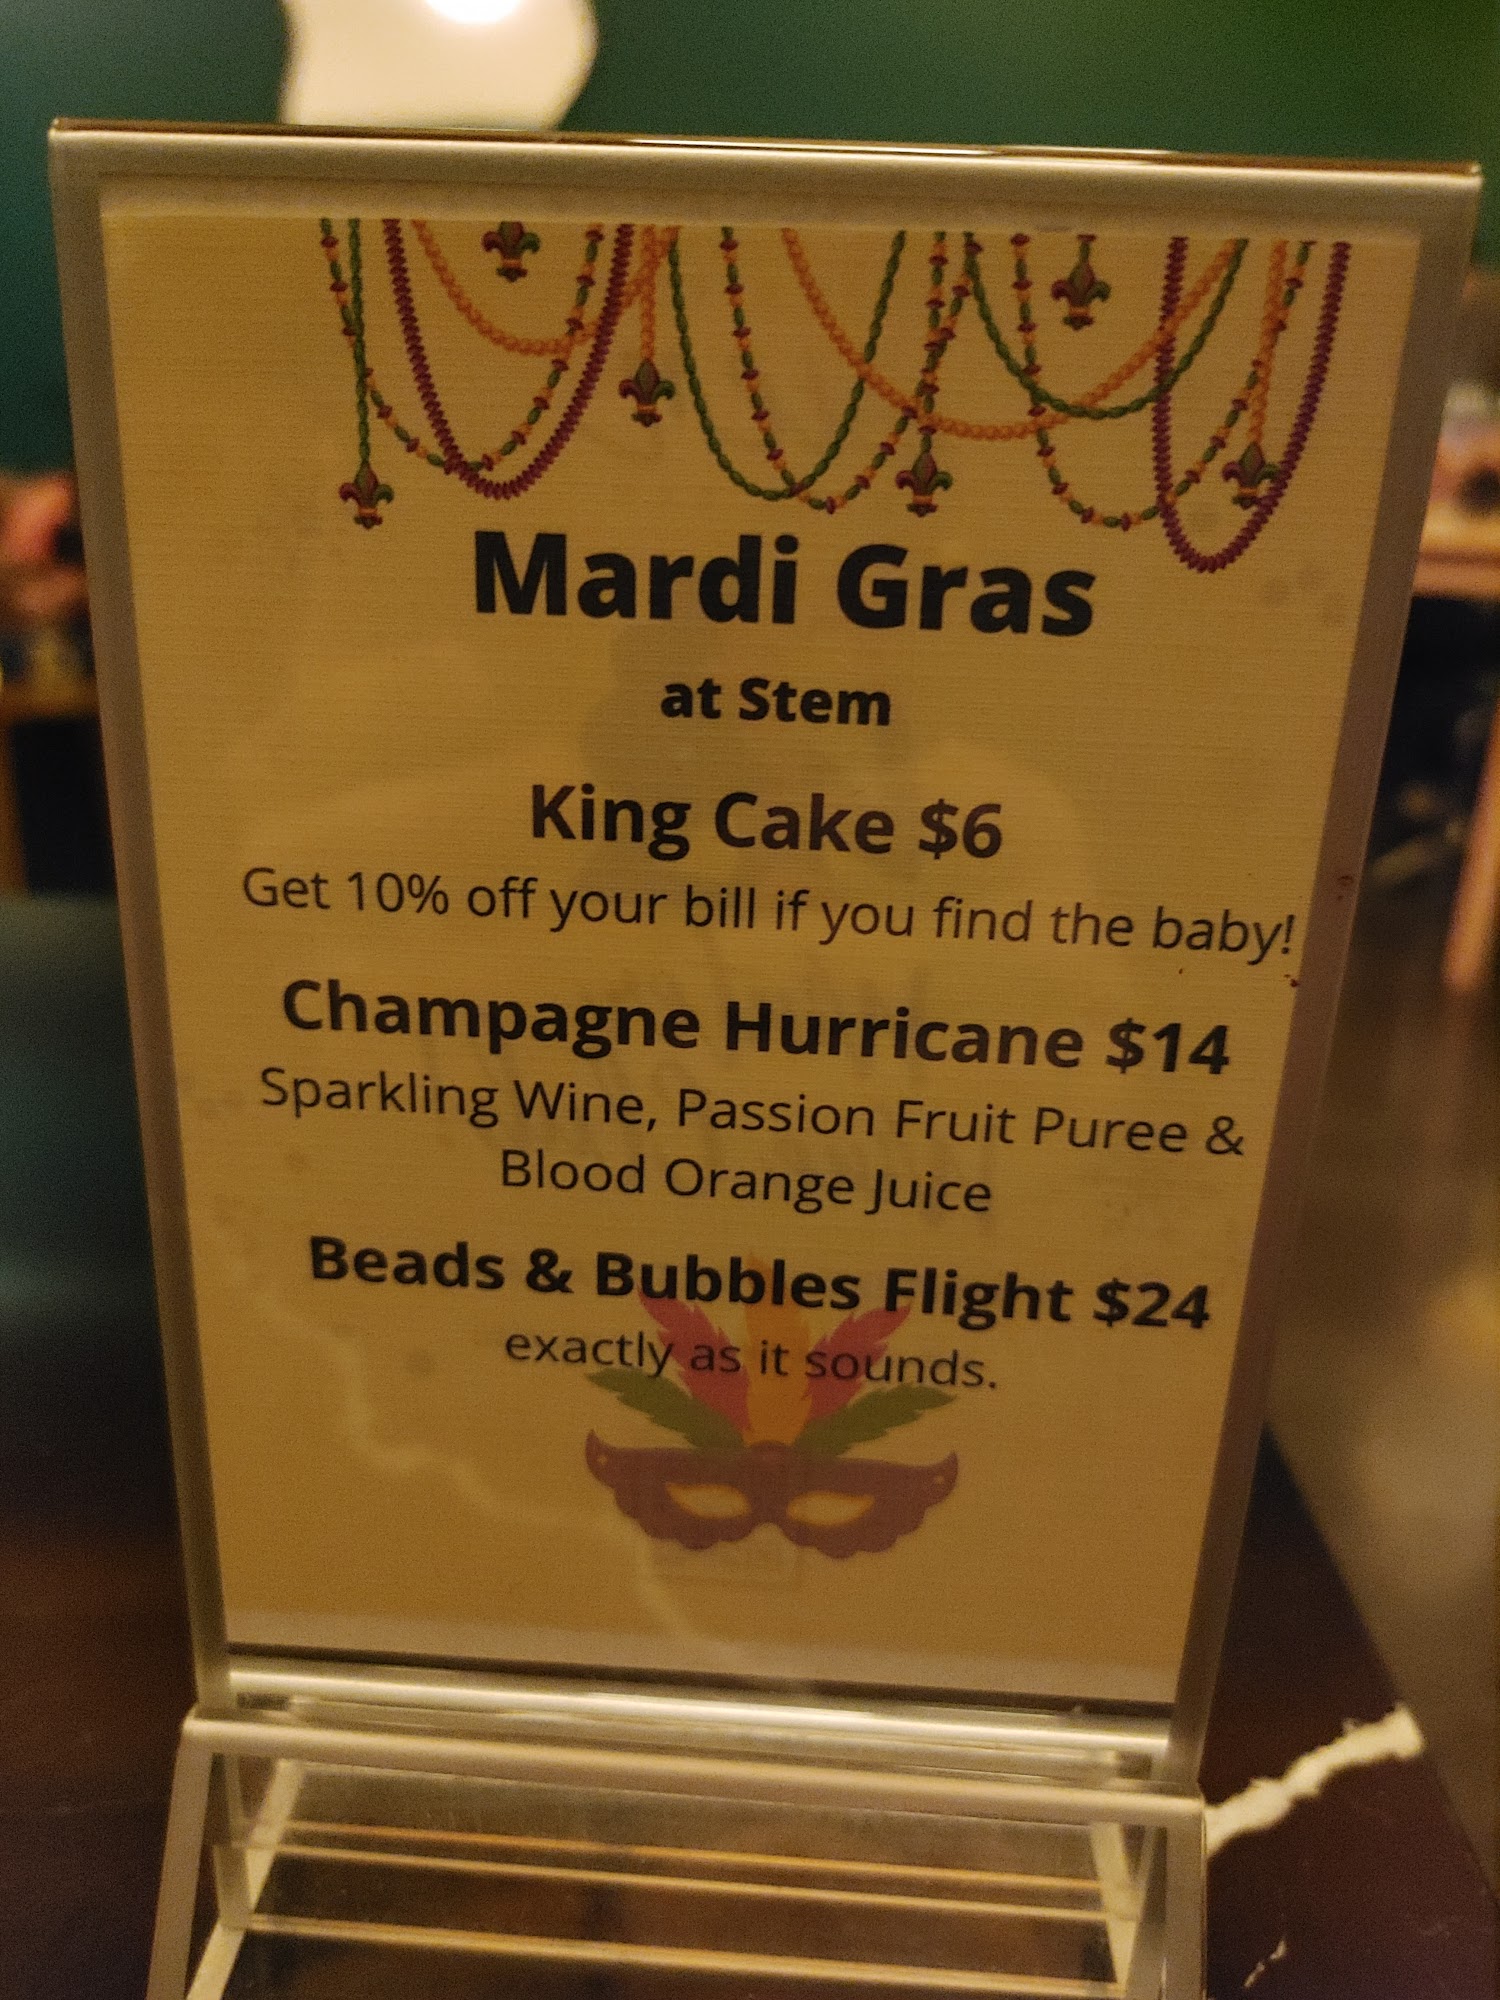 Mardi Gras
at Stem
King Cake $6
Get 10% off your bill if you find the baby!
Champagne Hurricane $14
Sparkling Wine, Passion Fruit Puree &
Blood Orange Juice
Beads & Bubbles Flight $24
exactly as it sounds.